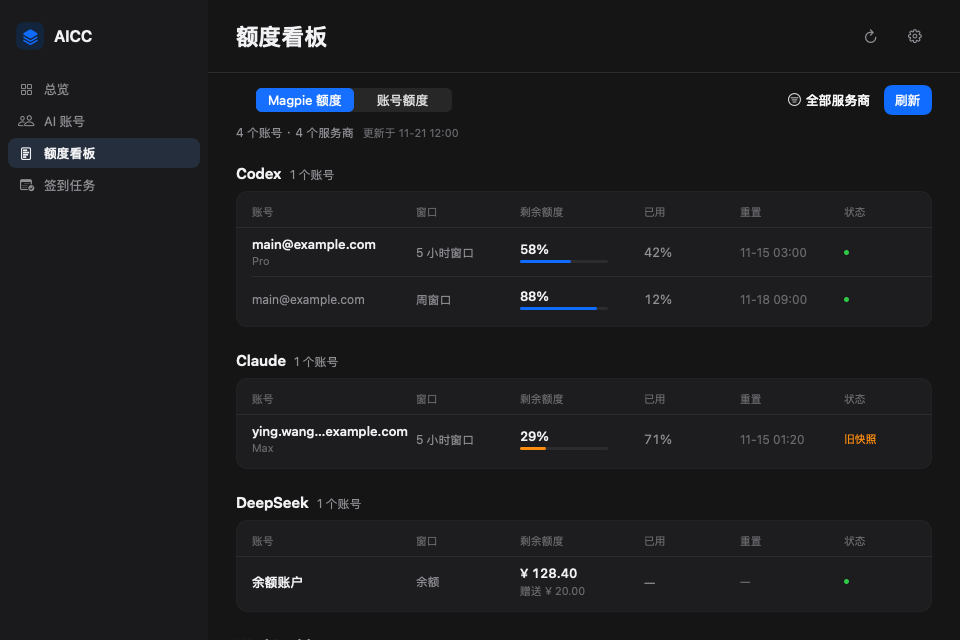 AICC
总览
AI 账号
额度看板
签到任务
额度看板
Magpie 额度 账号额度
全部服务商 刷新
4 个账号 · 4 个服务商 更新于 11-21 12:00
Codex 1 个账号
账号 窗口 剩余额度 已用 重置 状态
main@example.com 5 小时窗口 58% 42% 11-15 03:00
Pro
main@example.com 周窗口 88% 12% 11-18 09:00
Claude 1 个账号
账号 窗口 剩余额度 已用 重置 状态
ying.wang...example.com 5 小时窗口 29% 71% 11-15 01:20 旧快照
Max
DeepSeek 1 个账号
账号 窗口 剩余额度 已用 重置 状态
余额账户 余额 ¥ 128.40 — —
赠送 ¥ 20.00